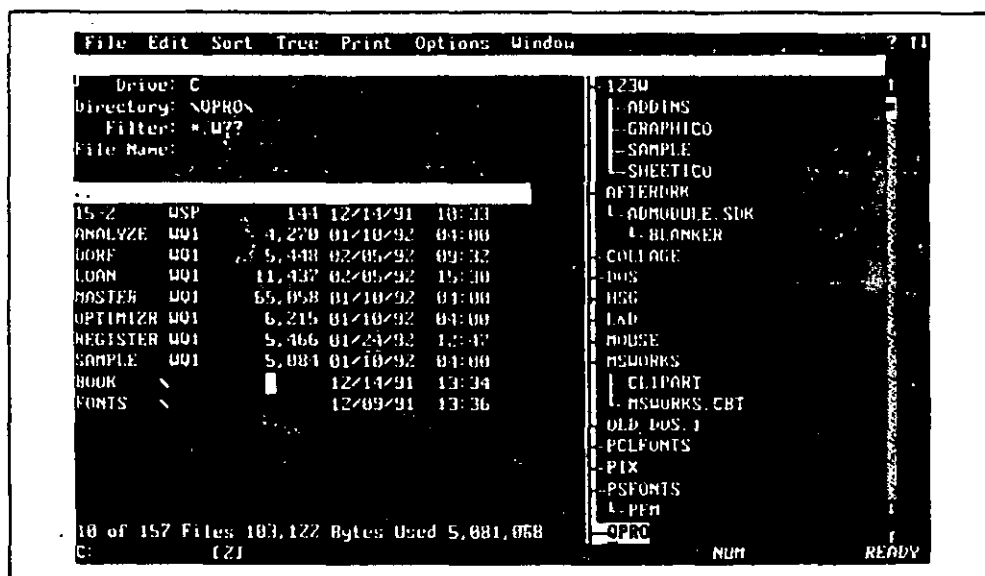 File Edit Sort Tree Print Options Window ? ↑↓
Drive: C
Directory: \QPRO\
Filter: *.W??
File Name:
..
15-2 WSP 144 12/14/91 10:33
ANALYZE WQ1 4,270 01/10/92 04:00
DORF WQ1 5,448 02/05/92 09:32
LOAN WQ1 11,437 02/05/92 15:30
MASTER WQ1 65,058 01/10/92 04:00
OPTIMIZR WQ1 6,215 01/10/92 04:00
REGISTER WQ1 5,466 01/24/92 12:47
SAMPLE WQ1 5,084 01/10/92 04:00
BOOK \ 12/14/91 13:34
FONTS \ 12/09/91 13:36
10 of 157 Files 103,122 Bytes Used 5,081,068
123W
ADDINS
GRAPHICO
SAMPLE
SHEETICO
AFTERDRK
ADMODULE.SDK
BLANKER
COLLAGE
DOS
HSG
L&D
MOUSE
MSWORKS
CLIPART
MSWORKS.CBT
OLD_DOS.1
PCLFONTS
PIX
PSFONTS
PFM
QPRO
C: [2] NUM READY